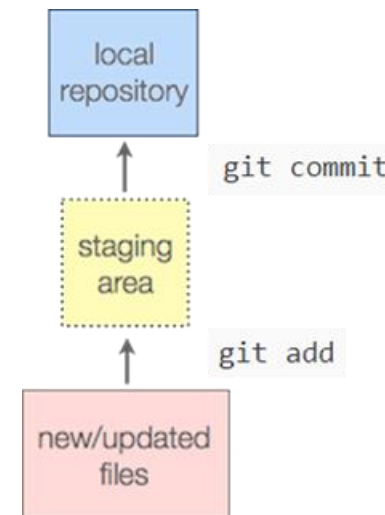 local
repository
git commit
staging
area
git add
new/updated
files